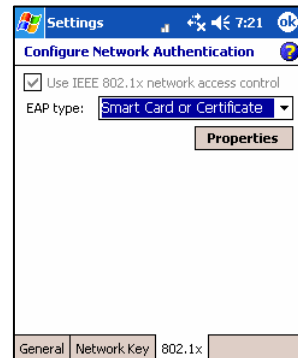 Settings 7:21 ok
Configure Network Authentication ?
Use IEEE 802.1x network access control
EAP type: Smart Card or Certificate
Properties
General Network Key 802.1x